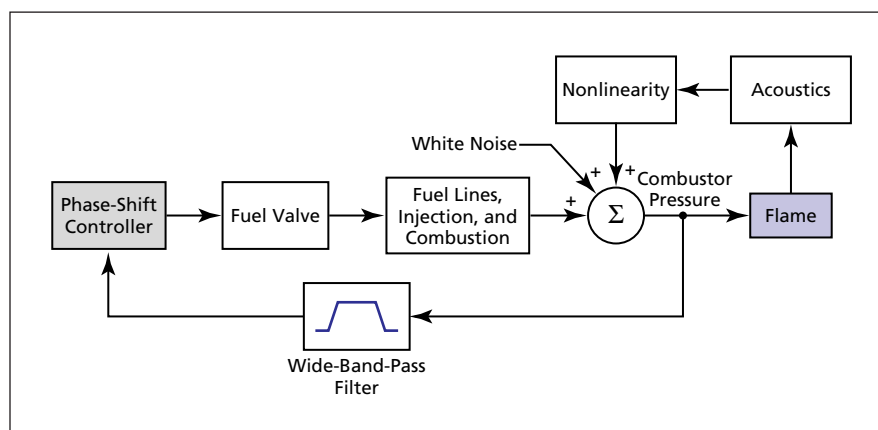 Nonlinearity
Acoustics
White Noise
+
+
+
Combustor
Pressure
Phase-Shift
Controller
Fuel Valve
Fuel Lines,
Injection, and
Combustion
Σ
Flame
Wide-Band-Pass
Filter